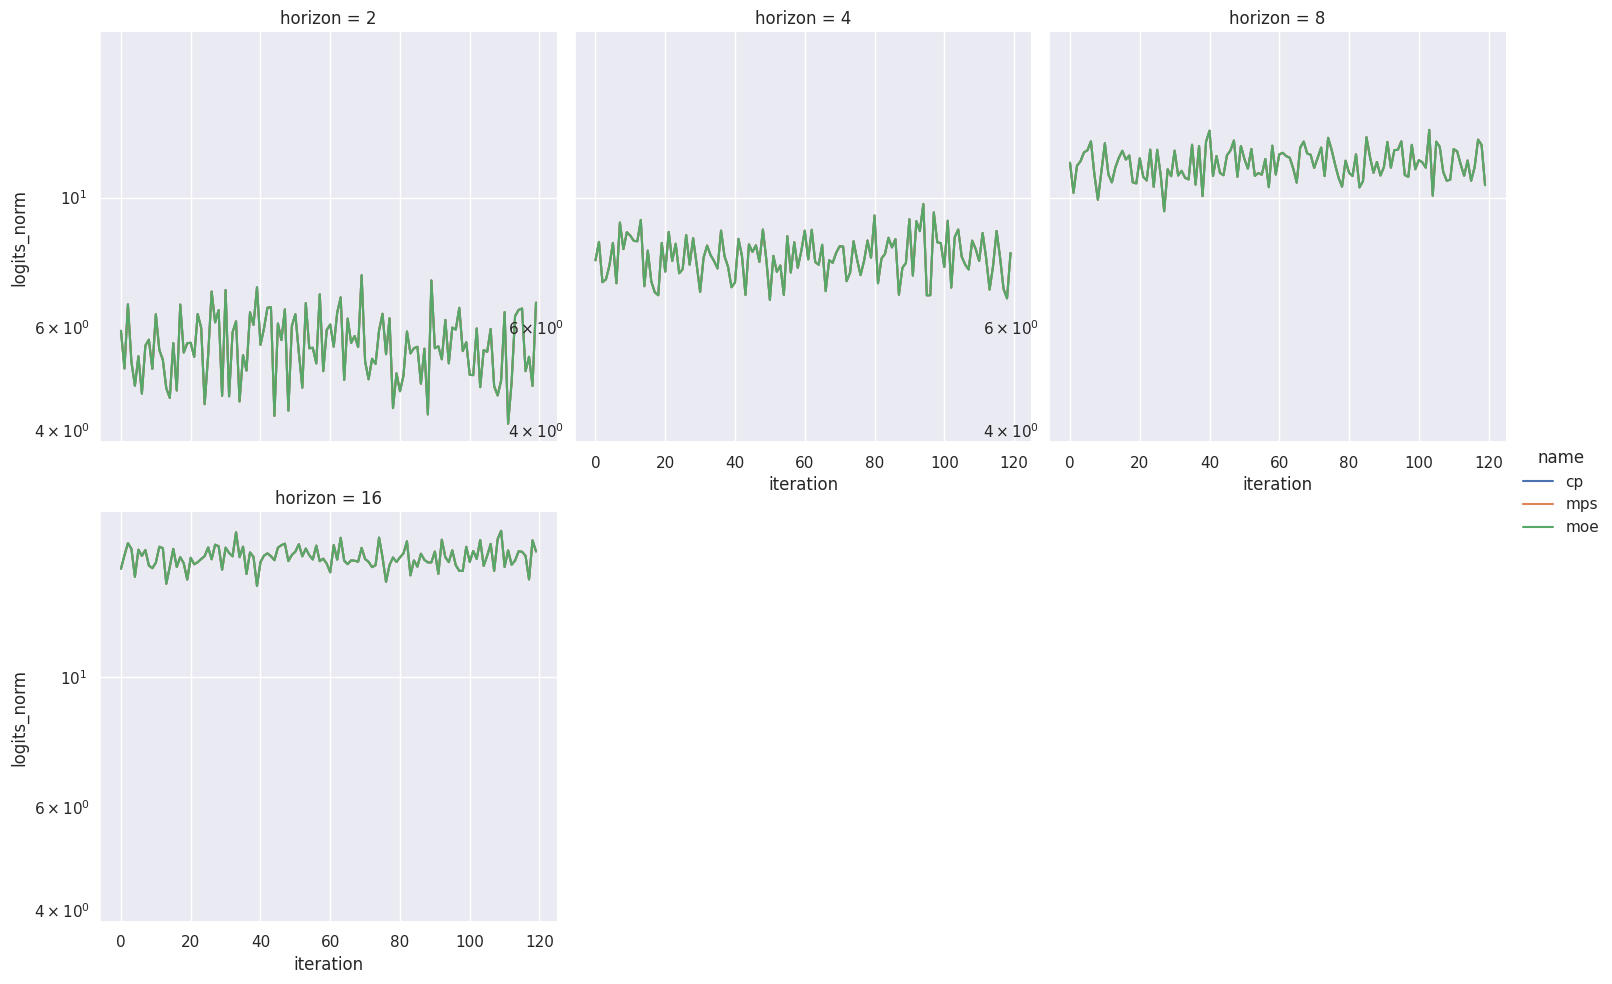 horizon = 2
horizon = 4
horizon = 8
logits_norm
10¹
6 × 10⁰
4 × 10⁰
6 × 10⁰
4 × 10⁰
6 × 10⁰
4 × 10⁰
0 20 40 60 80 100 120
0 20 40 60 80 100 120
iteration
iteration
name
cp
mps
moe
horizon = 16
logits_norm
10¹
6 × 10⁰
4 × 10⁰
0 20 40 60 80 100 120
iteration